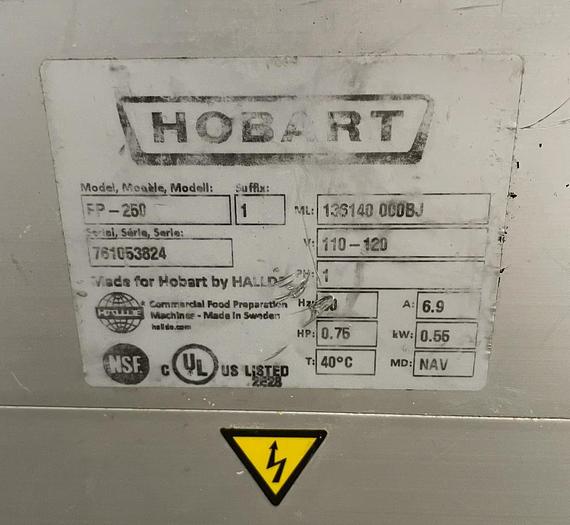 HOBART
Model, Modèle, Modell: Suffix:
FP-250 1
Serial, Série, Serie:
761053824
Made for Hobart by HALLDE
HALLDE
Commercial Food Preparation
Machines - Made in Sweden
hallde.com
NSF
C UL US LISTED
2E28
ML: 136140 000BJ
V: 110-120
PH: 1
Hz: A: 6.9
HP: 0.75 kW: 0.55
T: 40°C MD: NAV